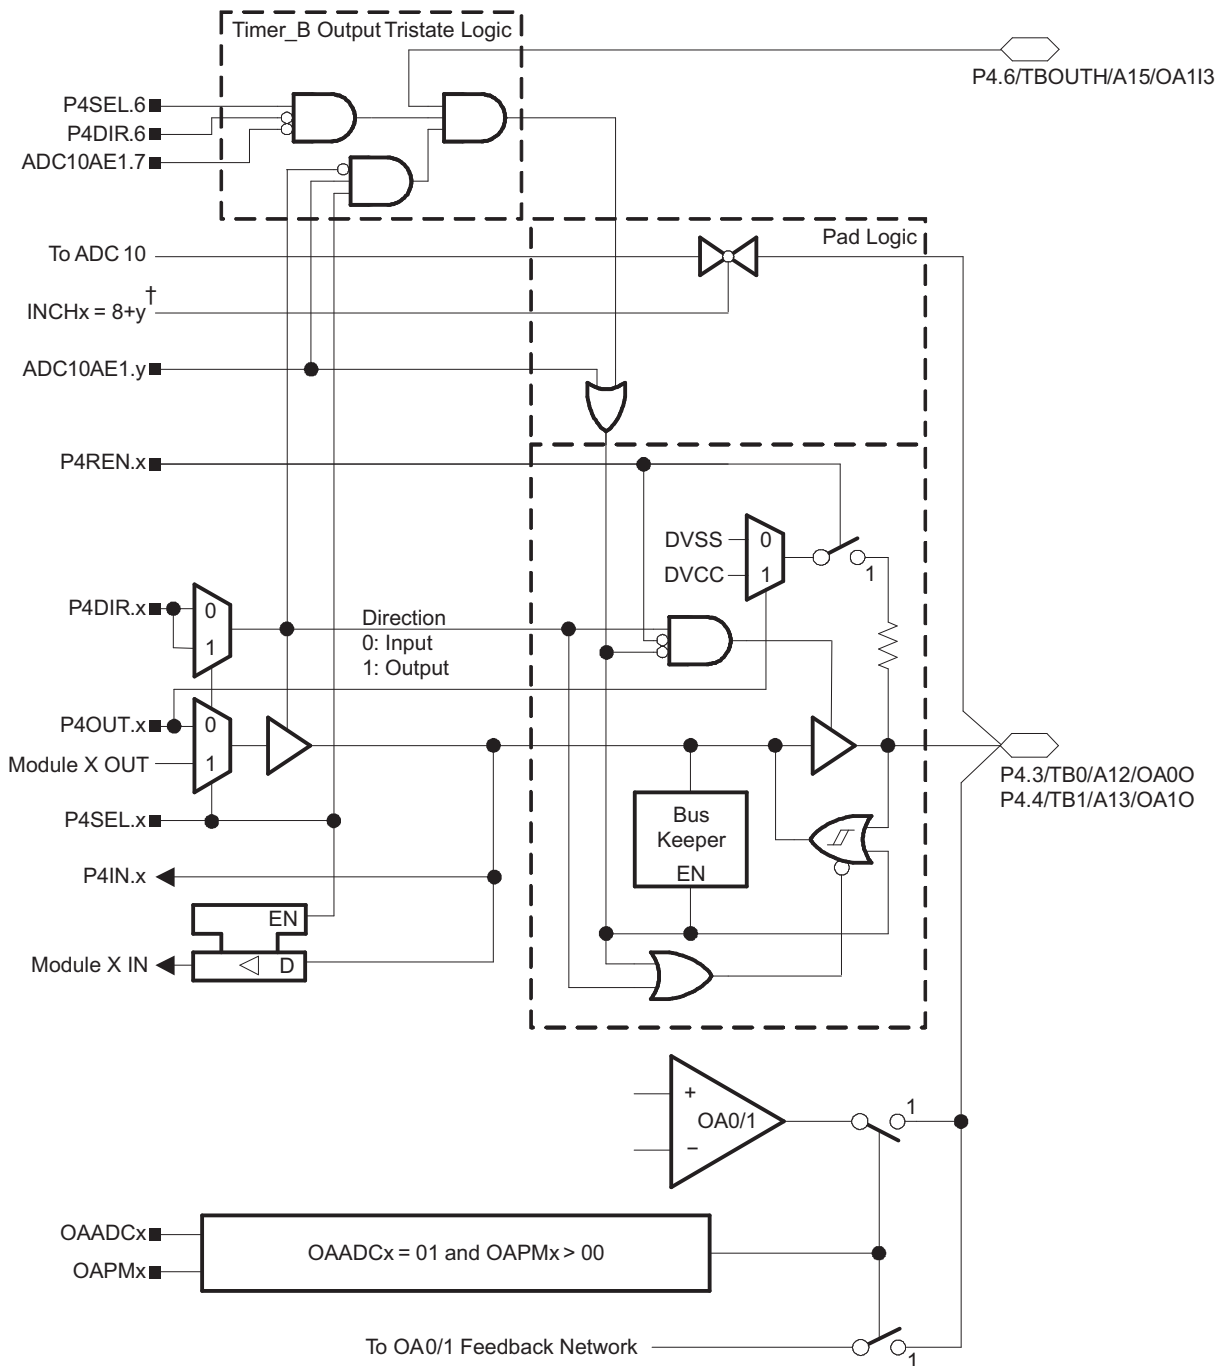 Timer_B Output Tristate Logic
P4.6/TBOUTH/A15/OA1I3
P4SEL.6
P4DIR.6
ADC10AE1.7
Pad Logic
To ADC 10
INCHx = 8+y†
ADC10AE1.y
P4REN.x
DVSS
0
DVCC
1
1
P4DIR.x
0
1
Direction
0: Input
1: Output
P4OUT.x
0
Module X OUT
1
P4.3/TB0/A12/OA0O
P4.4/TB1/A13/OA1O
P4SEL.x
Bus
Keeper
EN
P4IN.x
EN
Module X IN
D
+
OA0/1
−
1
OAADCx
OAPMx
OAADCx = 01 and OAPMx > 00
To OA0/1 Feedback Network
1